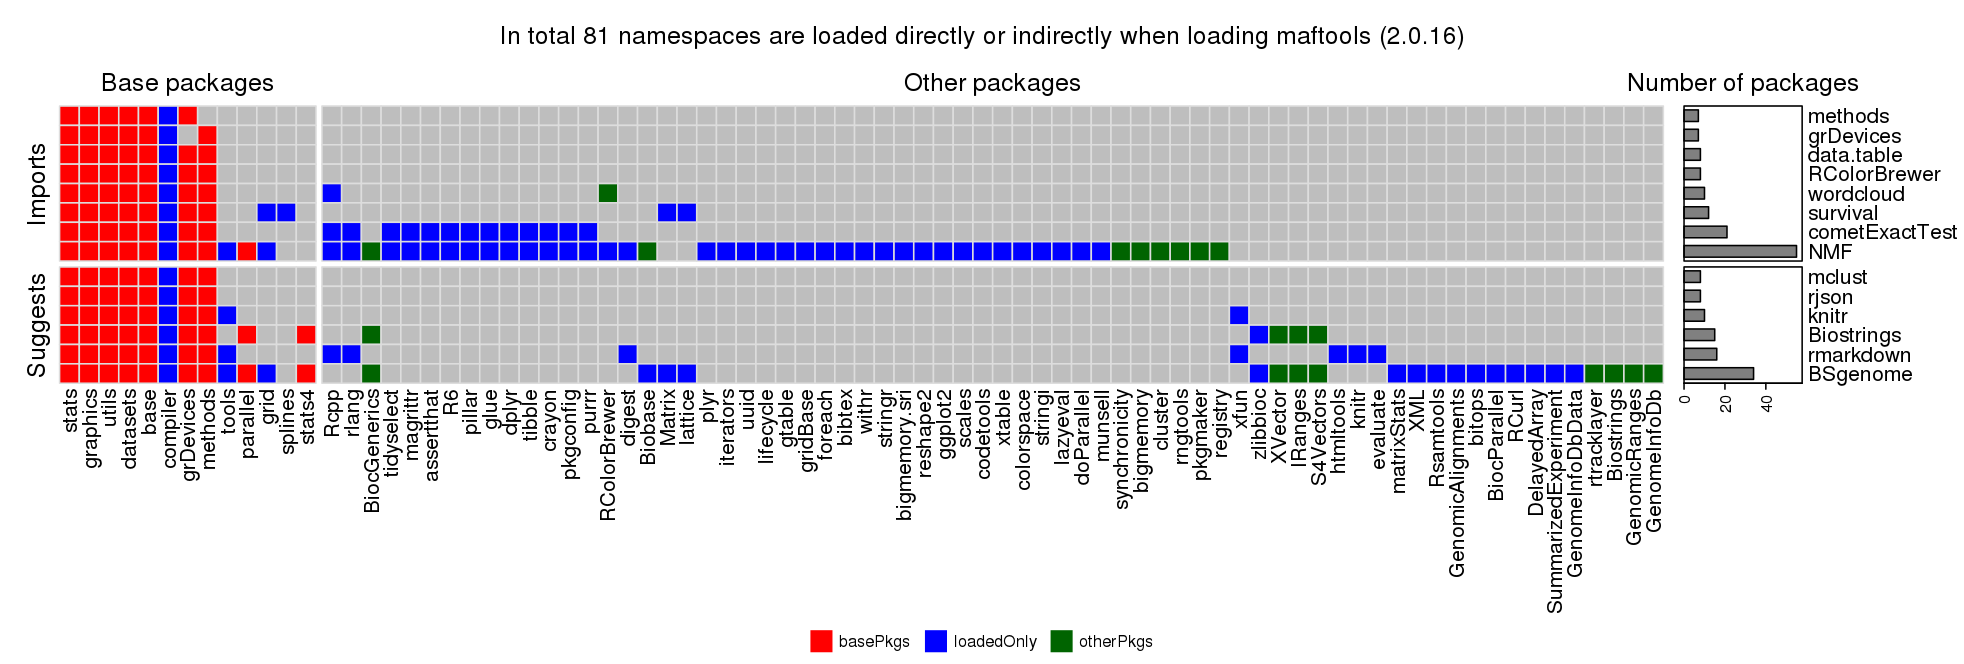 In total 81 namespaces are loaded directly or indirectly when loading maftools (2.0.16)
Base packages
Other packages
Number of packages
Imports
methods
grDevices
data.table
RColorBrewer
wordcloud
survival
cometExactTest
NMF
Suggests
mclust
rjson
knitr
Biostrings
rmarkdown
BSgenome
0
20
40
stats
graphics
utils
datasets
base
compiler
grDevices
methods
tools
parallel
grid
splines
stats4
Rcpp
rlang
BiocGenerics
tidyselect
magrittr
assertthat
R6
pillar
glue
dplyr
tibble
crayon
pkgconfig
purrr
RColorBrewer
digest
Biobase
Matrix
lattice
plyr
iterators
uuid
lifecycle
gtable
gridBase
foreach
bibtex
withr
stringr
bigmemory.sri
reshape2
ggplot2
scales
codetools
xtable
colorspace
stringi
lazyeval
doParallel
munsell
synchronicity
bigmemory
cluster
rngtools
pkgmaker
registry
xfun
zlibbioc
XVector
IRanges
S4Vectors
htmltools
knitr
evaluate
matrixStats
XML
Rsamtools
GenomicAlignments
bitops
BiocParallel
RCurl
DelayedArray
SummarizedExperiment
GenomeInfoDbData
rtracklayer
Biostrings
GenomicRanges
GenomeInfoDb
basePkgs
loadedOnly
otherPkgs